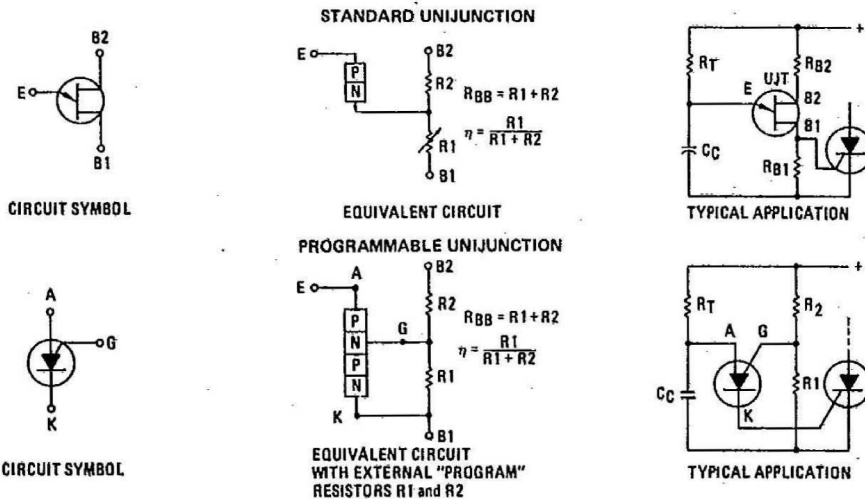 STANDARD UNIJUNCTION
B2
E
B1
CIRCUIT SYMBOL
E
P
N
B2
R2
R1
B1
RBB = R1 + R2
η = R1 / R1 + R2
EQUIVALENT CIRCUIT
+
RT
RB2
UJT
E
B2
B1
CC
RB1
TYPICAL APPLICATION
PROGRAMMABLE UNIJUNCTION
A
G
K
CIRCUIT SYMBOL
E
A
P
N
P
N
G
K
B2
R2
R1
B1
RBB = R1 + R2
η = R1 / R1 + R2
EQUIVALENT CIRCUIT
WITH EXTERNAL "PROGRAM"
RESISTORS R1 and R2
+
RT
R2
A
G
R1
CC
K
TYPICAL APPLICATION